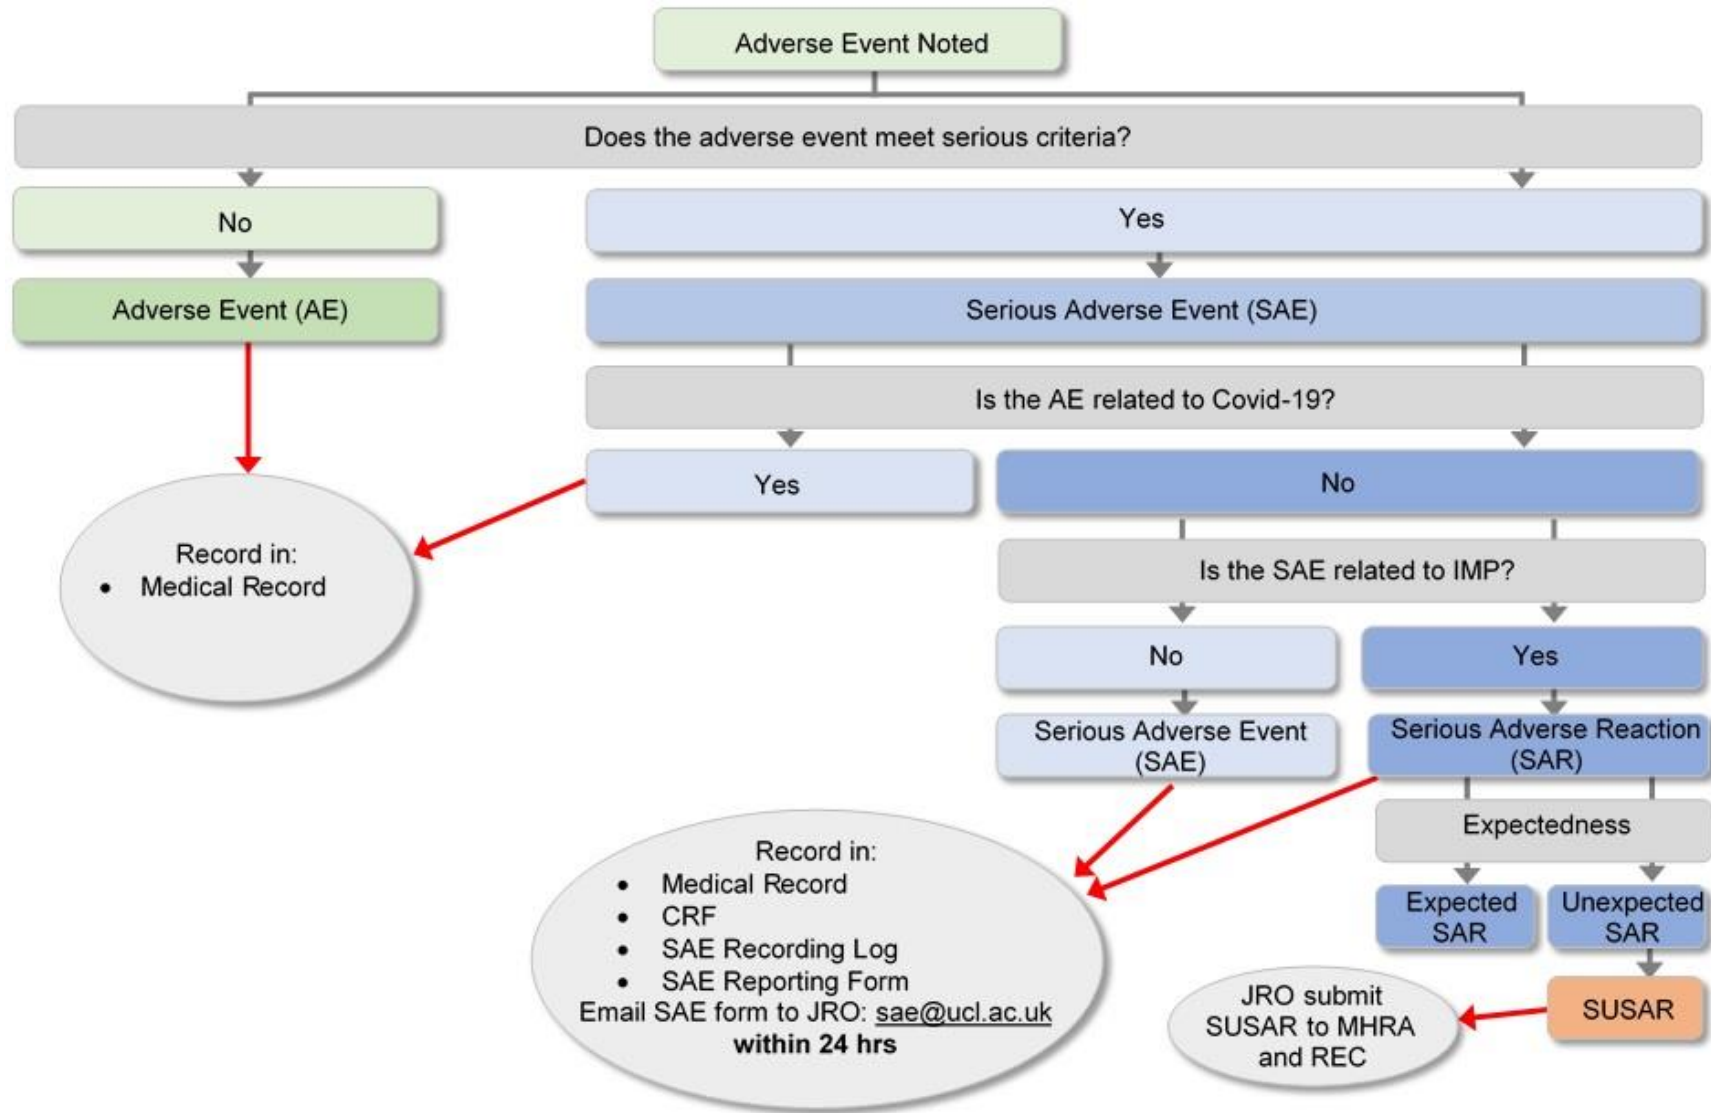 Adverse Event Noted
Does the adverse event meet serious criteria?
No
Yes
Adverse Event (AE)
Serious Adverse Event (SAE)
Is the AE related to Covid-19?
Yes
No
Record in:
• Medical Record
Is the SAE related to IMP?
No
Yes
Serious Adverse Event
(SAE)
Serious Adverse Reaction
(SAR)
Expectedness
Expected
SAR
Unexpected
SAR
Record in:
• Medical Record
• CRF
• SAE Recording Log
• SAE Reporting Form
Email SAE form to JRO: sae@ucl.ac.uk
within 24 hrs
SUSAR
JRO submit
SUSAR to MHRA
and REC